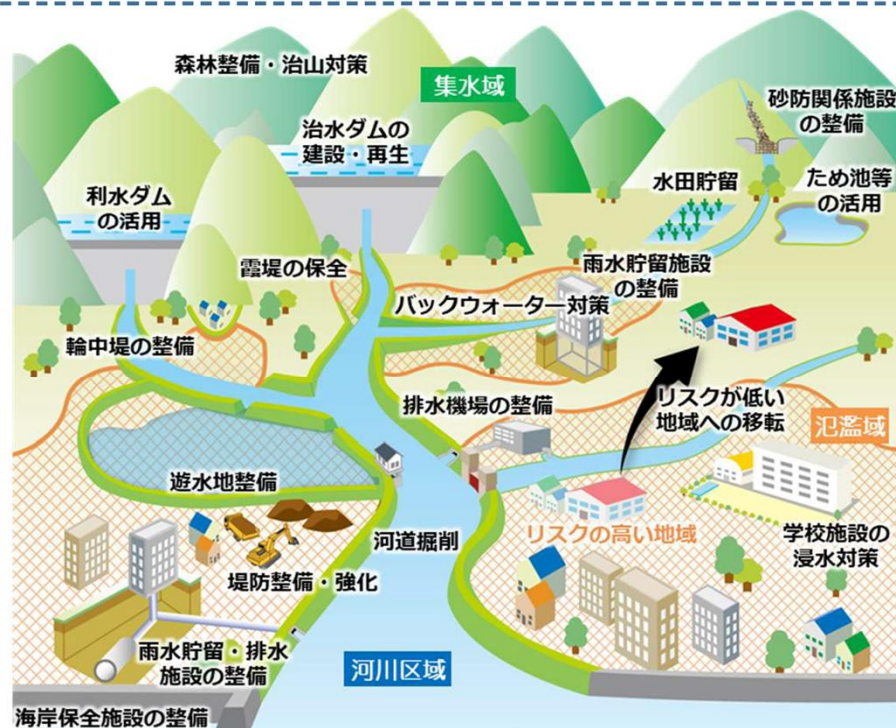 森林整備・治山対策
集水域
砂防関係施設
の整備
治水ダムの
建設・再生
水田貯留
ため池等
の活用
利水ダム
の活用
霞堤の保全
雨水貯留施設
の整備
バックウォーター対策
輪中堤の整備
排水機場の整備
リスクが低い
地域への移転
氾濫域
遊水地整備
河道掘削
リスクの高い地域
学校施設の
浸水対策
堤防整備・強化
雨水貯留・排水
施設の整備
河川区域
海岸保全施設の整備